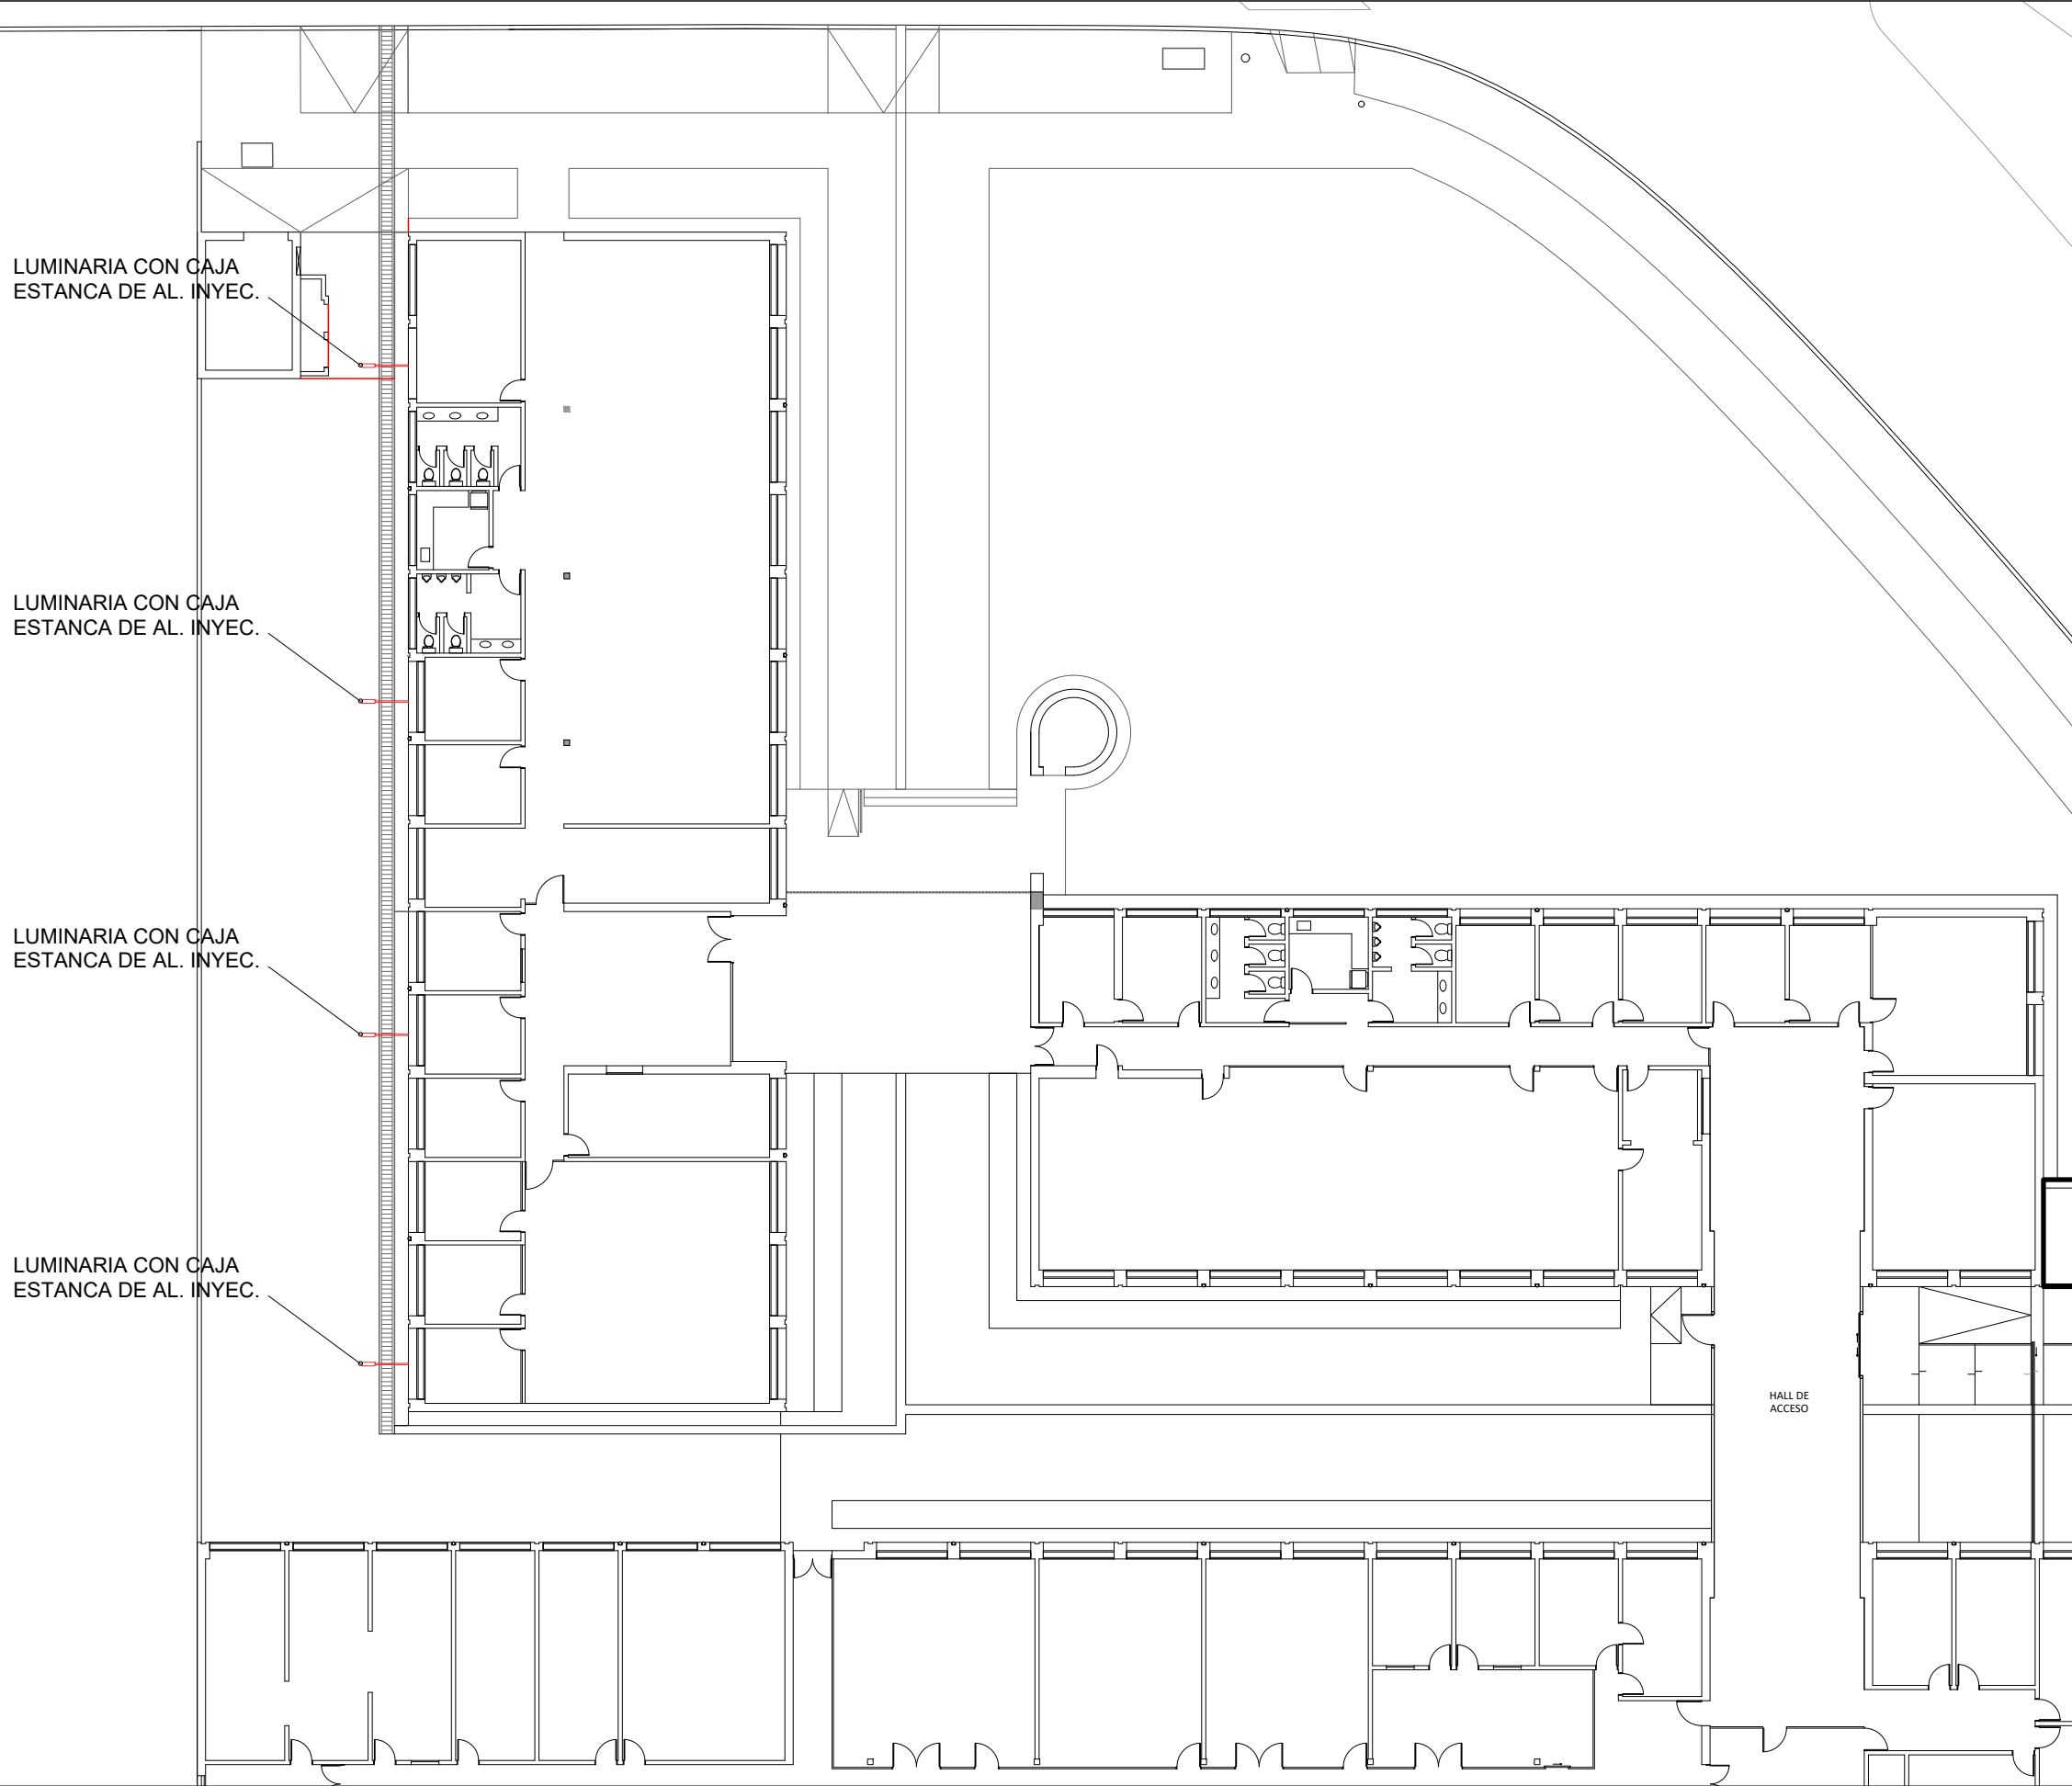 LUMINARIA CON CAJA
ESTANCA DE AL. INYEC.
LUMINARIA CON CAJA
ESTANCA DE AL. INYEC.
LUMINARIA CON CAJA
ESTANCA DE AL. INYEC.
LUMINARIA CON CAJA
ESTANCA DE AL. INYEC.
HALL DE
ACCESO